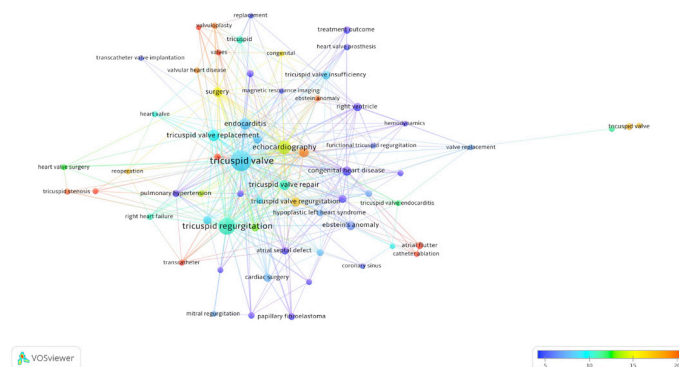 replacement
valvuloplasty
treatment outcome
tricuspid
heart valve prosthesis
valves
congenital
transcatheter valve implantation
valvular heart disease
tricuspid valve insufficiency
surgery
magnetic resonance imaging
ebstein anomaly
right ventricle
heart valve
endocarditis
hemodynamics
tricuspid valve
tricuspid valve replacement
functional tricuspid regurgitation
echocardiography
valve replacement
tricuspid valve
heart valve surgery
reoperation
congenital heart disease
tricuspid valve repair
tricuspid stenosis
pulmonary hypertension
tricuspid valve regurgitation
tricuspid valve endocarditis
right heart failure
hypoplastic left heart syndrome
tricuspid regurgitation
ebstein's anomaly
atrial flutter
atrial septal defect
catheter ablation
transcatheter
coronary sinus
cardiac surgery
mitral regurgitation
papillary fibroelastoma
VOSviewer
5 10 15 20